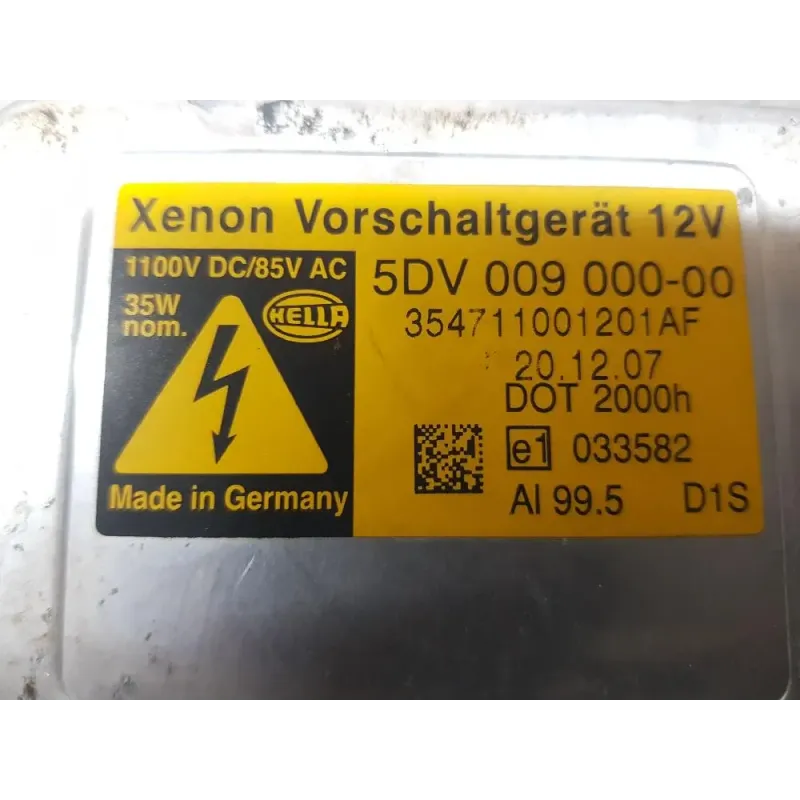 Xenon Vorschaltgerät 12V
1100V DC/85V AC
35W
nom.
HELLA
Made in Germany
5DV 009 000-00
354711001201AF
20.12.07
DOT 2000h
e1 033582
Al 99.5 D1S